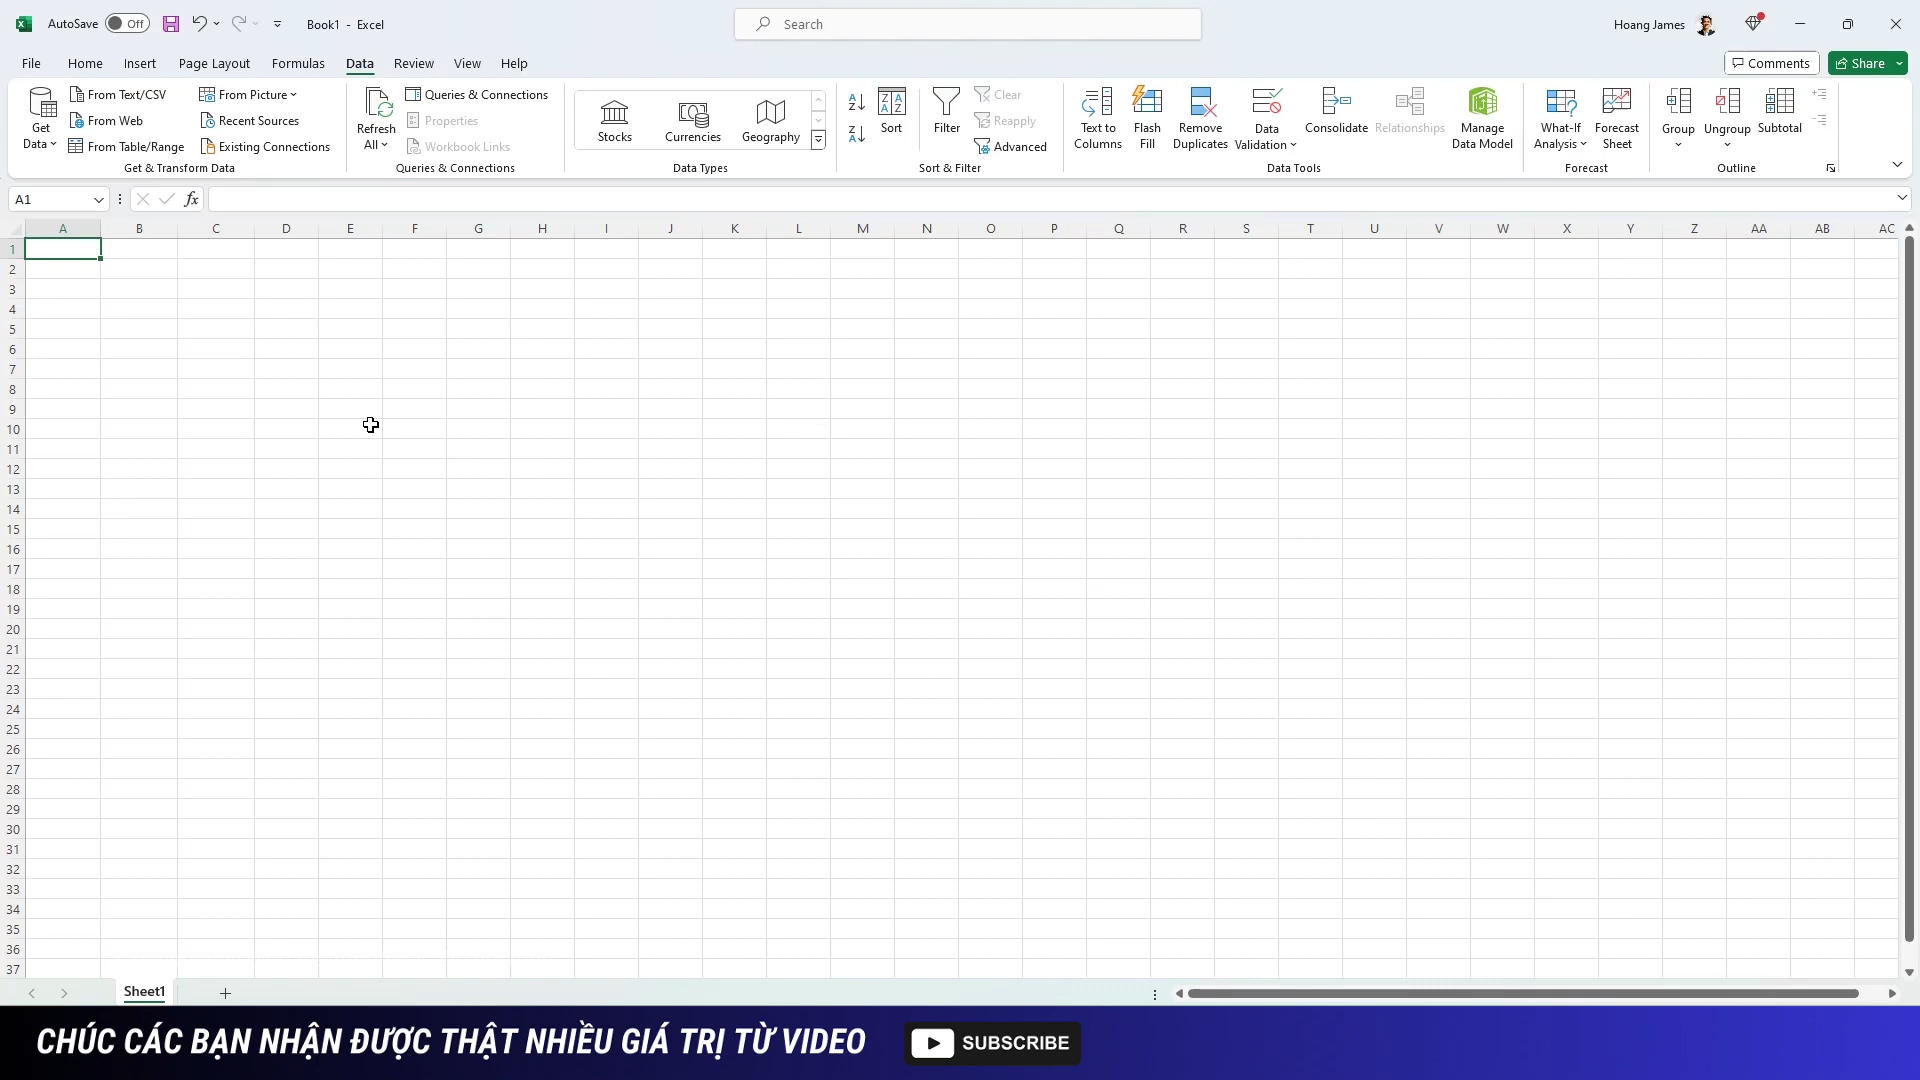 AutoSave Off Book1 - Excel Search Hoang James
File Home Insert Page Layout Formulas Data Review View Help Comments Share
Get Data
From Text/CSV
From Web
From Table/Range
From Picture
Recent Sources
Existing Connections
Get & Transform Data
Refresh All
Queries & Connections
Properties
Workbook Links
Queries & Connections
Stocks Currencies Geography
Data Types
Sort
Filter
Clear
Reapply
Advanced
Sort & Filter
Text to Columns
Flash Fill
Remove Duplicates
Data Validation
Consolidate
Relationships
Manage Data Model
Data Tools
What-If Analysis
Forecast Sheet
Forecast
Group
Ungroup
Subtotal
Outline
A1 fx
A B C D E F G H I J K L M N O P Q R S T U V W X Y Z AA AB AC
1
2
3
4
5
6
7
8
9
10
11
12
13
14
15
16
17
18
19
20
21
22
23
24
25
26
27
28
29
30
31
32
33
34
35
36
37
Sheet1
CHÚC CÁC BẠN NHẬN ĐƯỢC THẬT NHIỀU GIÁ TRỊ TỪ VIDEO SUBSCRIBE